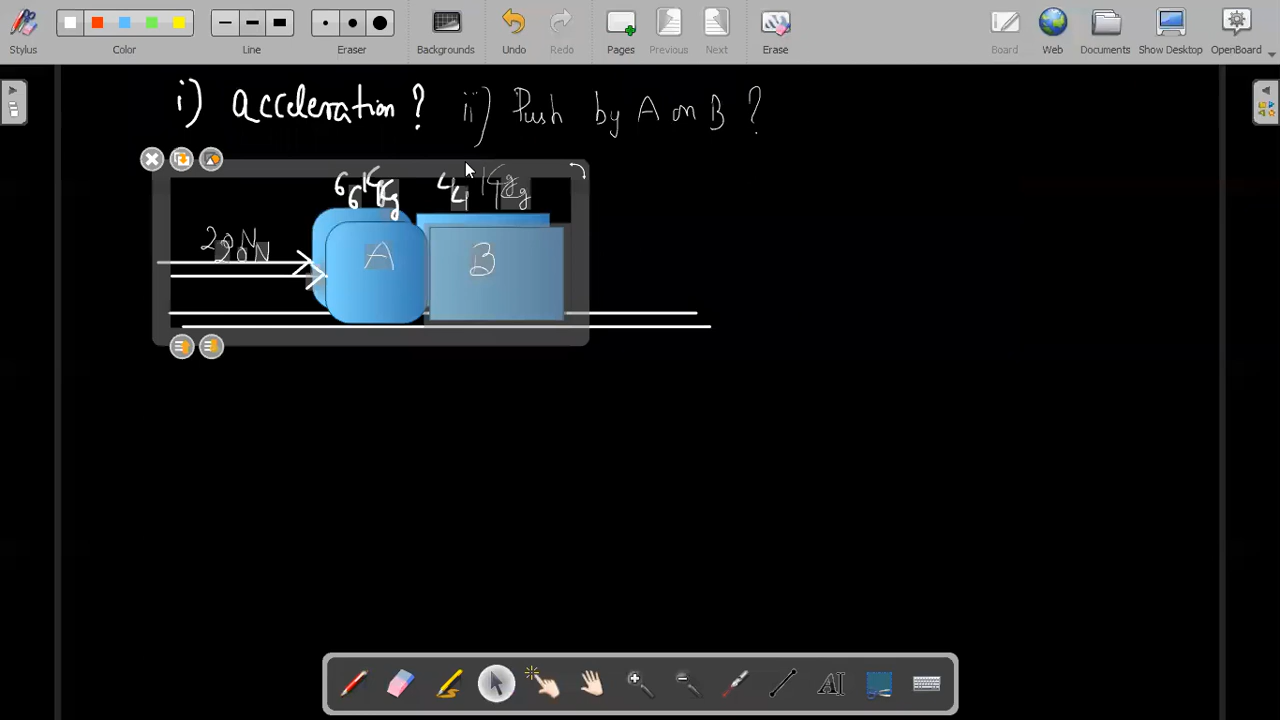 Stylus Color Line Eraser Backgrounds Undo Redo Pages Previous Next Erase Board Web Documents Show Desktop OpenBoard
i) acceleration? ii) Push by A on B ?
6 Kg 4 Kg
20N A B